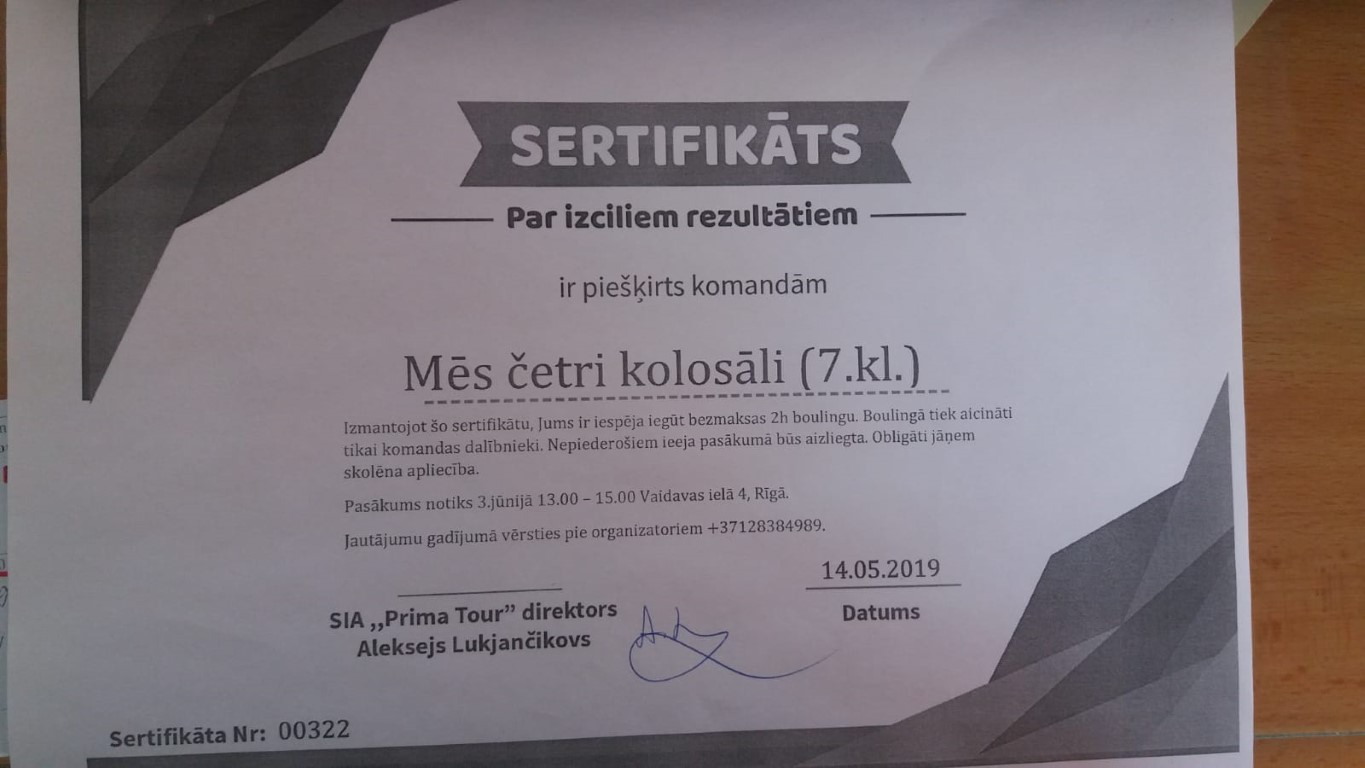 SERTIFIKĀTS
Par izciliem rezultātiem
ir piešķirts komandām
Mēs četri kolosāli (7.kl.)
Izmantojot šo sertifikātu, Jums ir iespēja iegūt bezmaksas 2h boulingu. Boulingā tiek aicināti
tikai komandas dalībnieki. Nepiederošiem ieeja pasākumā būs aizliegta. Obligāti jāņem
skolēna apliecība.
Pasākums notiks 3.jūnijā 13.00 – 15.00 Vaidavas ielā 4, Rīgā.
Jautājumu gadījumā vērsties pie organizatoriem +37128384989.
14.05.2019
Datums
SIA ,,Prima Tour” direktors
Aleksejs Lukjančikovs
Sertifikāta Nr: 00322